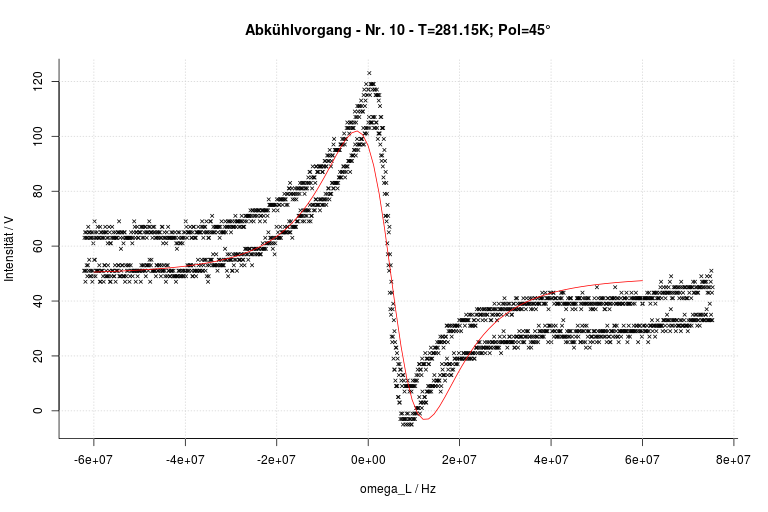 Abkühlvorgang - Nr. 10 - T=281.15K; Pol=45°
Intensität / V
120
100
80
60
40
20
0
-6e+07 -4e+07 -2e+07 0e+00 2e+07 4e+07 6e+07 8e+07
omega_L / Hz